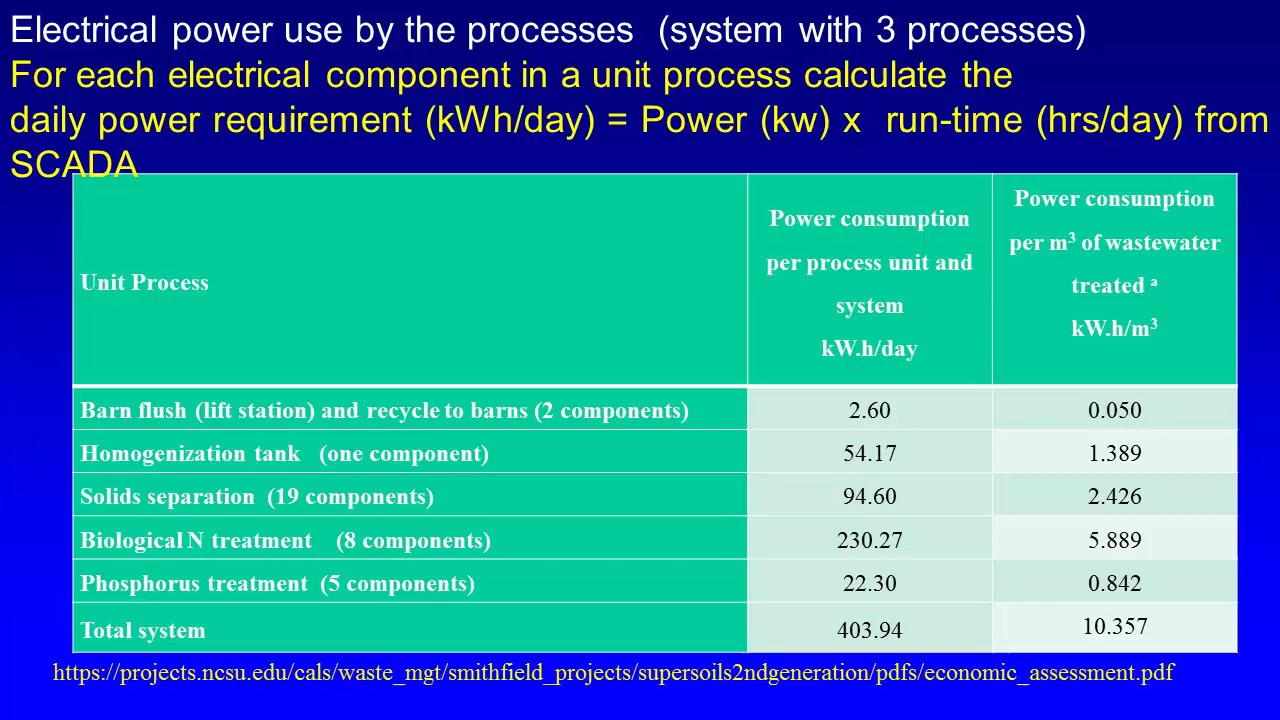 Electrical power use by the processes (system with 3 processes)
For each electrical component in a unit process calculate the
daily power requirement (kWh/day) = Power (kw) x run-time (hrs/day) from
SCADA
Unit Process
Power consumption
per process unit and
system
kW.h/day
Power consumption
per m³ of wastewater
treated ᵃ
kW.h/m³
Barn flush (lift station) and recycle to barns (2 components) 2.60 0.050
Homogenization tank (one component) 54.17 1.389
Solids separation (19 components) 94.60 2.426
Biological N treatment (8 components) 230.27 5.889
Phosphorus treatment (5 components) 22.30 0.842
Total system 403.94 10.357
https://projects.ncsu.edu/cals/waste_mgt/smithfield_projects/supersoils2ndgeneration/pdfs/economic_assessment.pdf